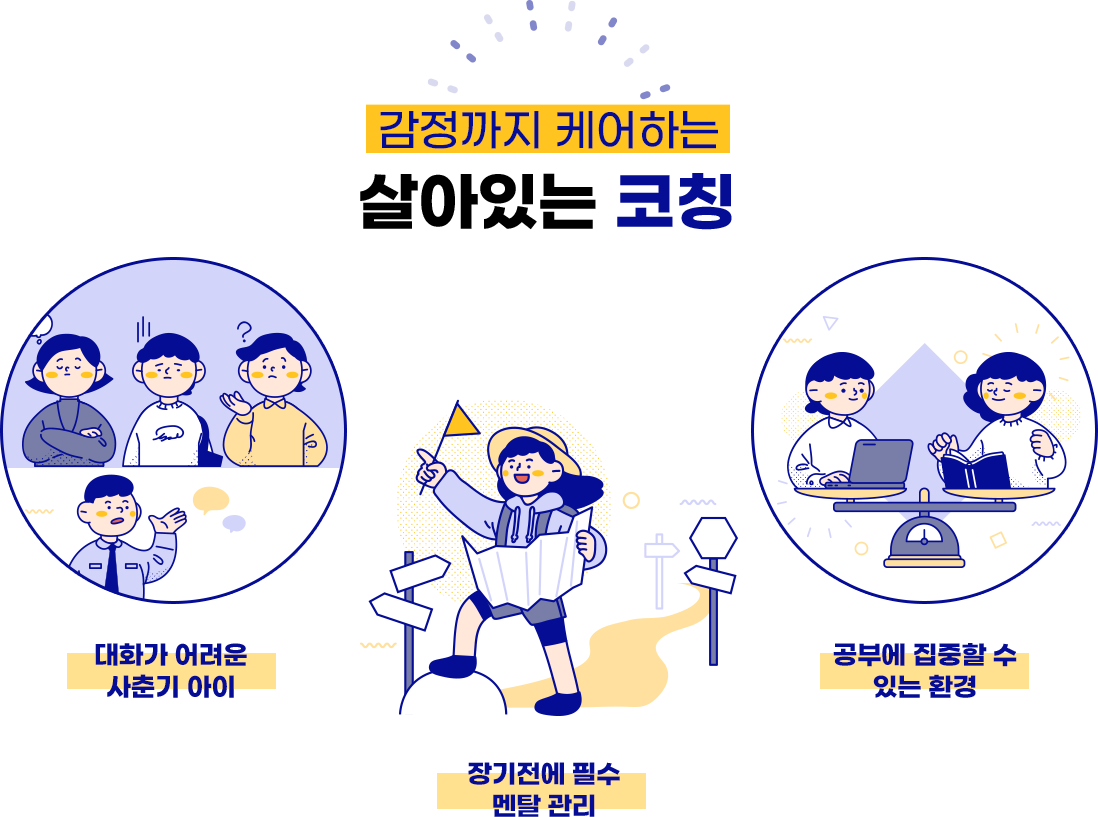 감정까지 케어하는
살아있는 코칭
대화가 어려운
사춘기 아이
장기전에 필수
멘탈 관리
공부에 집중할 수
있는 환경